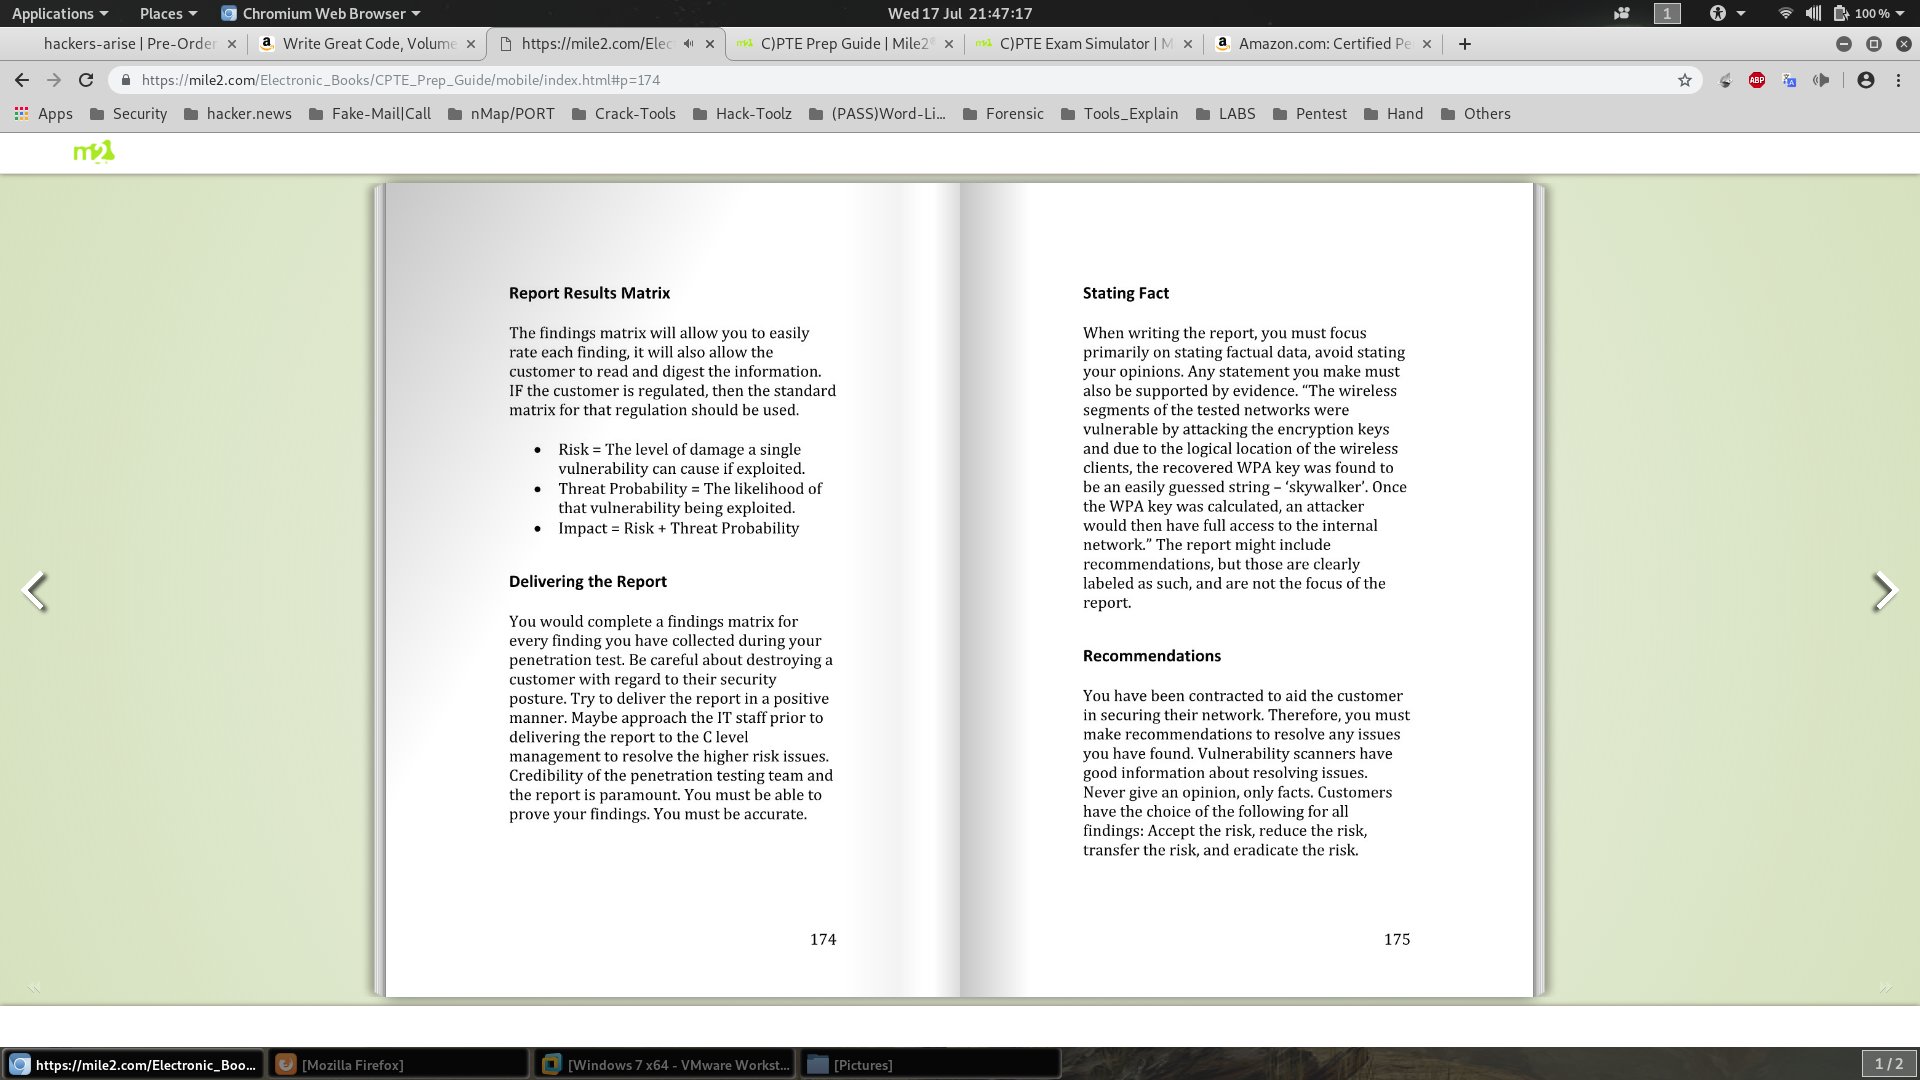 Applications
Places
Chromium Web Browser
Wed 17 Jul 21:47:17
1
100 %
hackers-arise | Pre-Order
Write Great Code, Volume
https://mile2.com/Elec
C)PTE Prep Guide | Mile2
C)PTE Exam Simulator | M
Amazon.com: Certified Pe
https://mile2.com/Electronic_Books/CPTE_Prep_Guide/mobile/index.html#p=174
ABP
Apps
Security
hacker.news
Fake-Mail|Call
nMap/PORT
Crack-Tools
Hack-Toolz
(PASS)Word-Li...
Forensic
Tools_Explain
LABS
Pentest
Hand
Others
m2
Report Results Matrix
The findings matrix will allow you to easily
rate each finding, it will also allow the
customer to read and digest the information.
IF the customer is regulated, then the standard
matrix for that regulation should be used.
• Risk = The level of damage a single
vulnerability can cause if exploited.
• Threat Probability = The likelihood of
that vulnerability being exploited.
• Impact = Risk + Threat Probability
Delivering the Report
You would complete a findings matrix for
every finding you have collected during your
penetration test. Be careful about destroying a
customer with regard to their security
posture. Try to deliver the report in a positive
manner. Maybe approach the IT staff prior to
delivering the report to the C level
management to resolve the higher risk issues.
Credibility of the penetration testing team and
the report is paramount. You must be able to
prove your findings. You must be accurate.
174
Stating Fact
When writing the report, you must focus
primarily on stating factual data, avoid stating
your opinions. Any statement you make must
also be supported by evidence. “The wireless
segments of the tested networks were
vulnerable by attacking the encryption keys
and due to the logical location of the wireless
clients, the recovered WPA key was found to
be an easily guessed string – ‘skywalker’. Once
the WPA key was calculated, an attacker
would then have full access to the internal
network.” The report might include
recommendations, but those are clearly
labeled as such, and are not the focus of the
report.
Recommendations
You have been contracted to aid the customer
in securing their network. Therefore, you must
make recommendations to resolve any issues
you have found. Vulnerability scanners have
good information about resolving issues.
Never give an opinion, only facts. Customers
have the choice of the following for all
findings: Accept the risk, reduce the risk,
transfer the risk, and eradicate the risk.
175
https://mile2.com/Electronic_Boo...
[Mozilla Firefox]
[Windows 7 x64 - VMware Workst...
[Pictures]
1 / 2